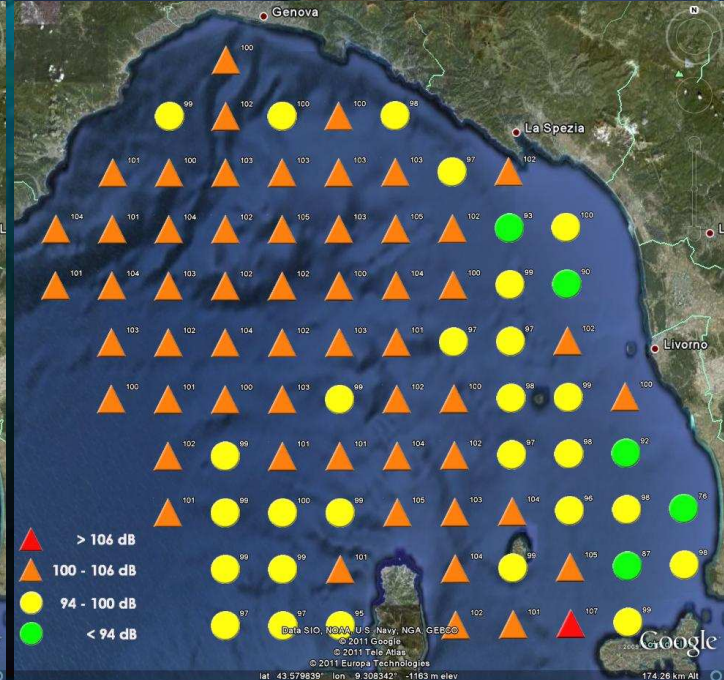 Genova
100
99 102 100 100 98
La Spezia
101 100 103 103 103 103 97 102
104 101 104 102 105 103 105 102 93 100
101 104 103 102 102 100 104 100 99 90
103 102 104 102 103 101 97 97 102
Livorno
100 101 100 103 99 102 100 98 99 100
102 99 101 101 104 102 97 98 92
101 99 100 99 105 103 104 96 98 76
> 106 dB
99 99 101 104 99 105 87 98
100 - 106 dB
94 - 100 dB
97 97 95 102 101 107 99
< 94 dB
Data SIO, NOAA, U.S. Navy, NGA, GEBCO
© 2011 Google
© 2011 Tele Atlas
© 2011 Europa Technologies
Google
lat 43.579839° lon 9.308342° -1163 m elev
174.26 km Alt
N
L
L